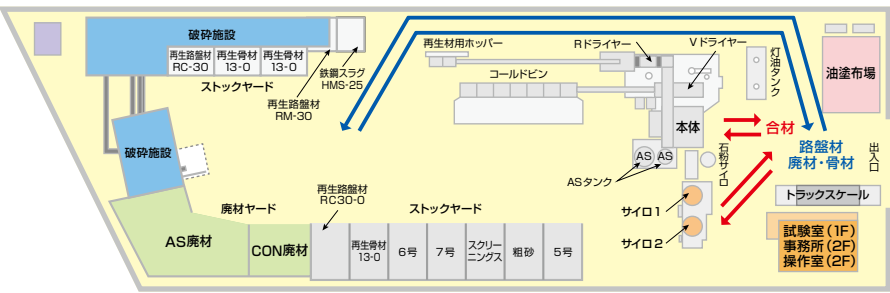 破砕施設
再生路盤材
RC-30
再生骨材
13-0
再生骨材
13-0
ストックヤード
鉄鋼スラグ
HMS-25
再生路盤材
RM-30
再生材用ホッパー
コールドビン
Rドライヤー
Vドライヤー
灯油タンク
油塗布場
本体
合材
路盤材
廃材・骨材
出入口
AS
AS
ASタンク
石粉サイロ
トラックスケール
サイロ1
サイロ2
試験室(1F)
事務所(2F)
操作室(2F)
破砕施設
廃材ヤード
AS廃材
CON廃材
再生路盤材
RC30-0
ストックヤード
再生骨材
13-0
6号
7号
スクリー
ニングス
粗砂
5号